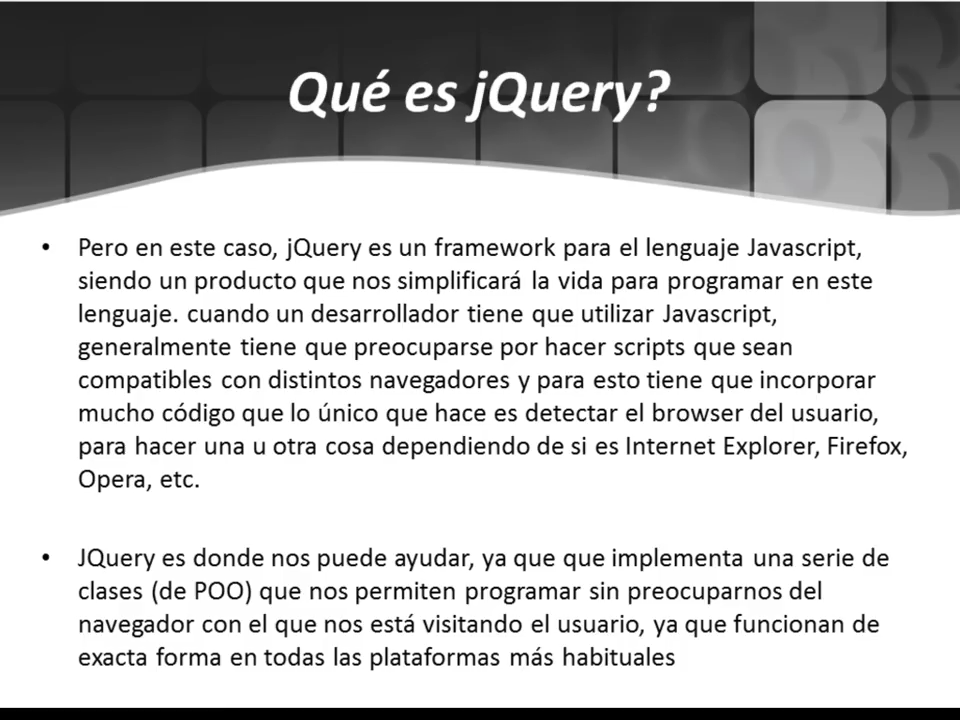 Qué es jQuery?
• Pero en este caso, jQuery es un framework para el lenguaje Javascript,
siendo un producto que nos simplificará la vida para programar en este
lenguaje. cuando un desarrollador tiene que utilizar Javascript,
generalmente tiene que preocuparse por hacer scripts que sean
compatibles con distintos navegadores y para esto tiene que incorporar
mucho código que lo único que hace es detectar el browser del usuario,
para hacer una u otra cosa dependiendo de si es Internet Explorer, Firefox,
Opera, etc.
• JQuery es donde nos puede ayudar, ya que que implementa una serie de
clases (de POO) que nos permiten programar sin preocuparnos del
navegador con el que nos está visitando el usuario, ya que funcionan de
exacta forma en todas las plataformas más habituales